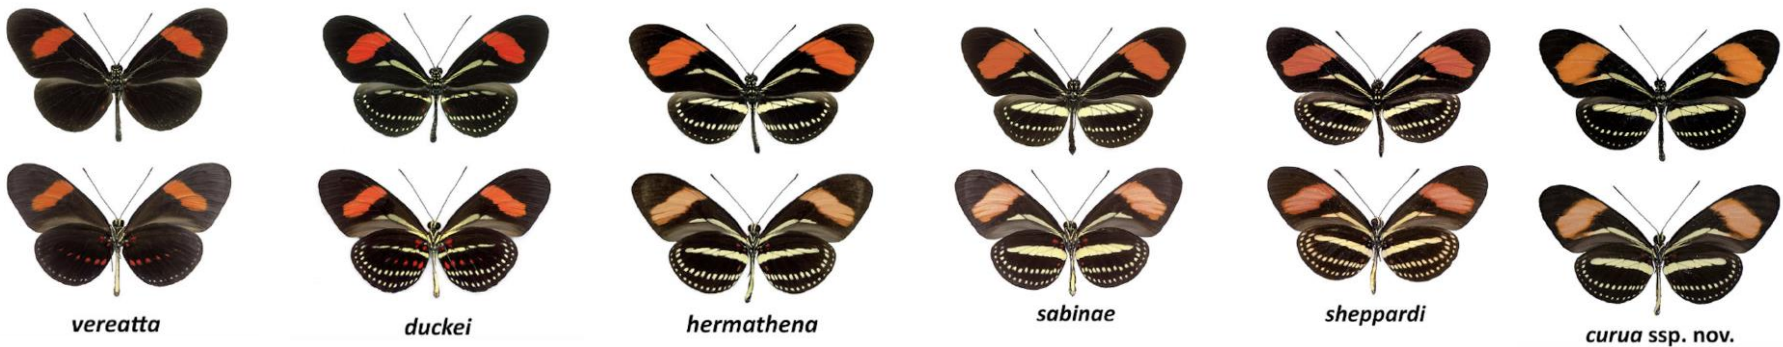 vereatta
duckei
hermathena
sabinae
sheppardi
curua ssp. nov.